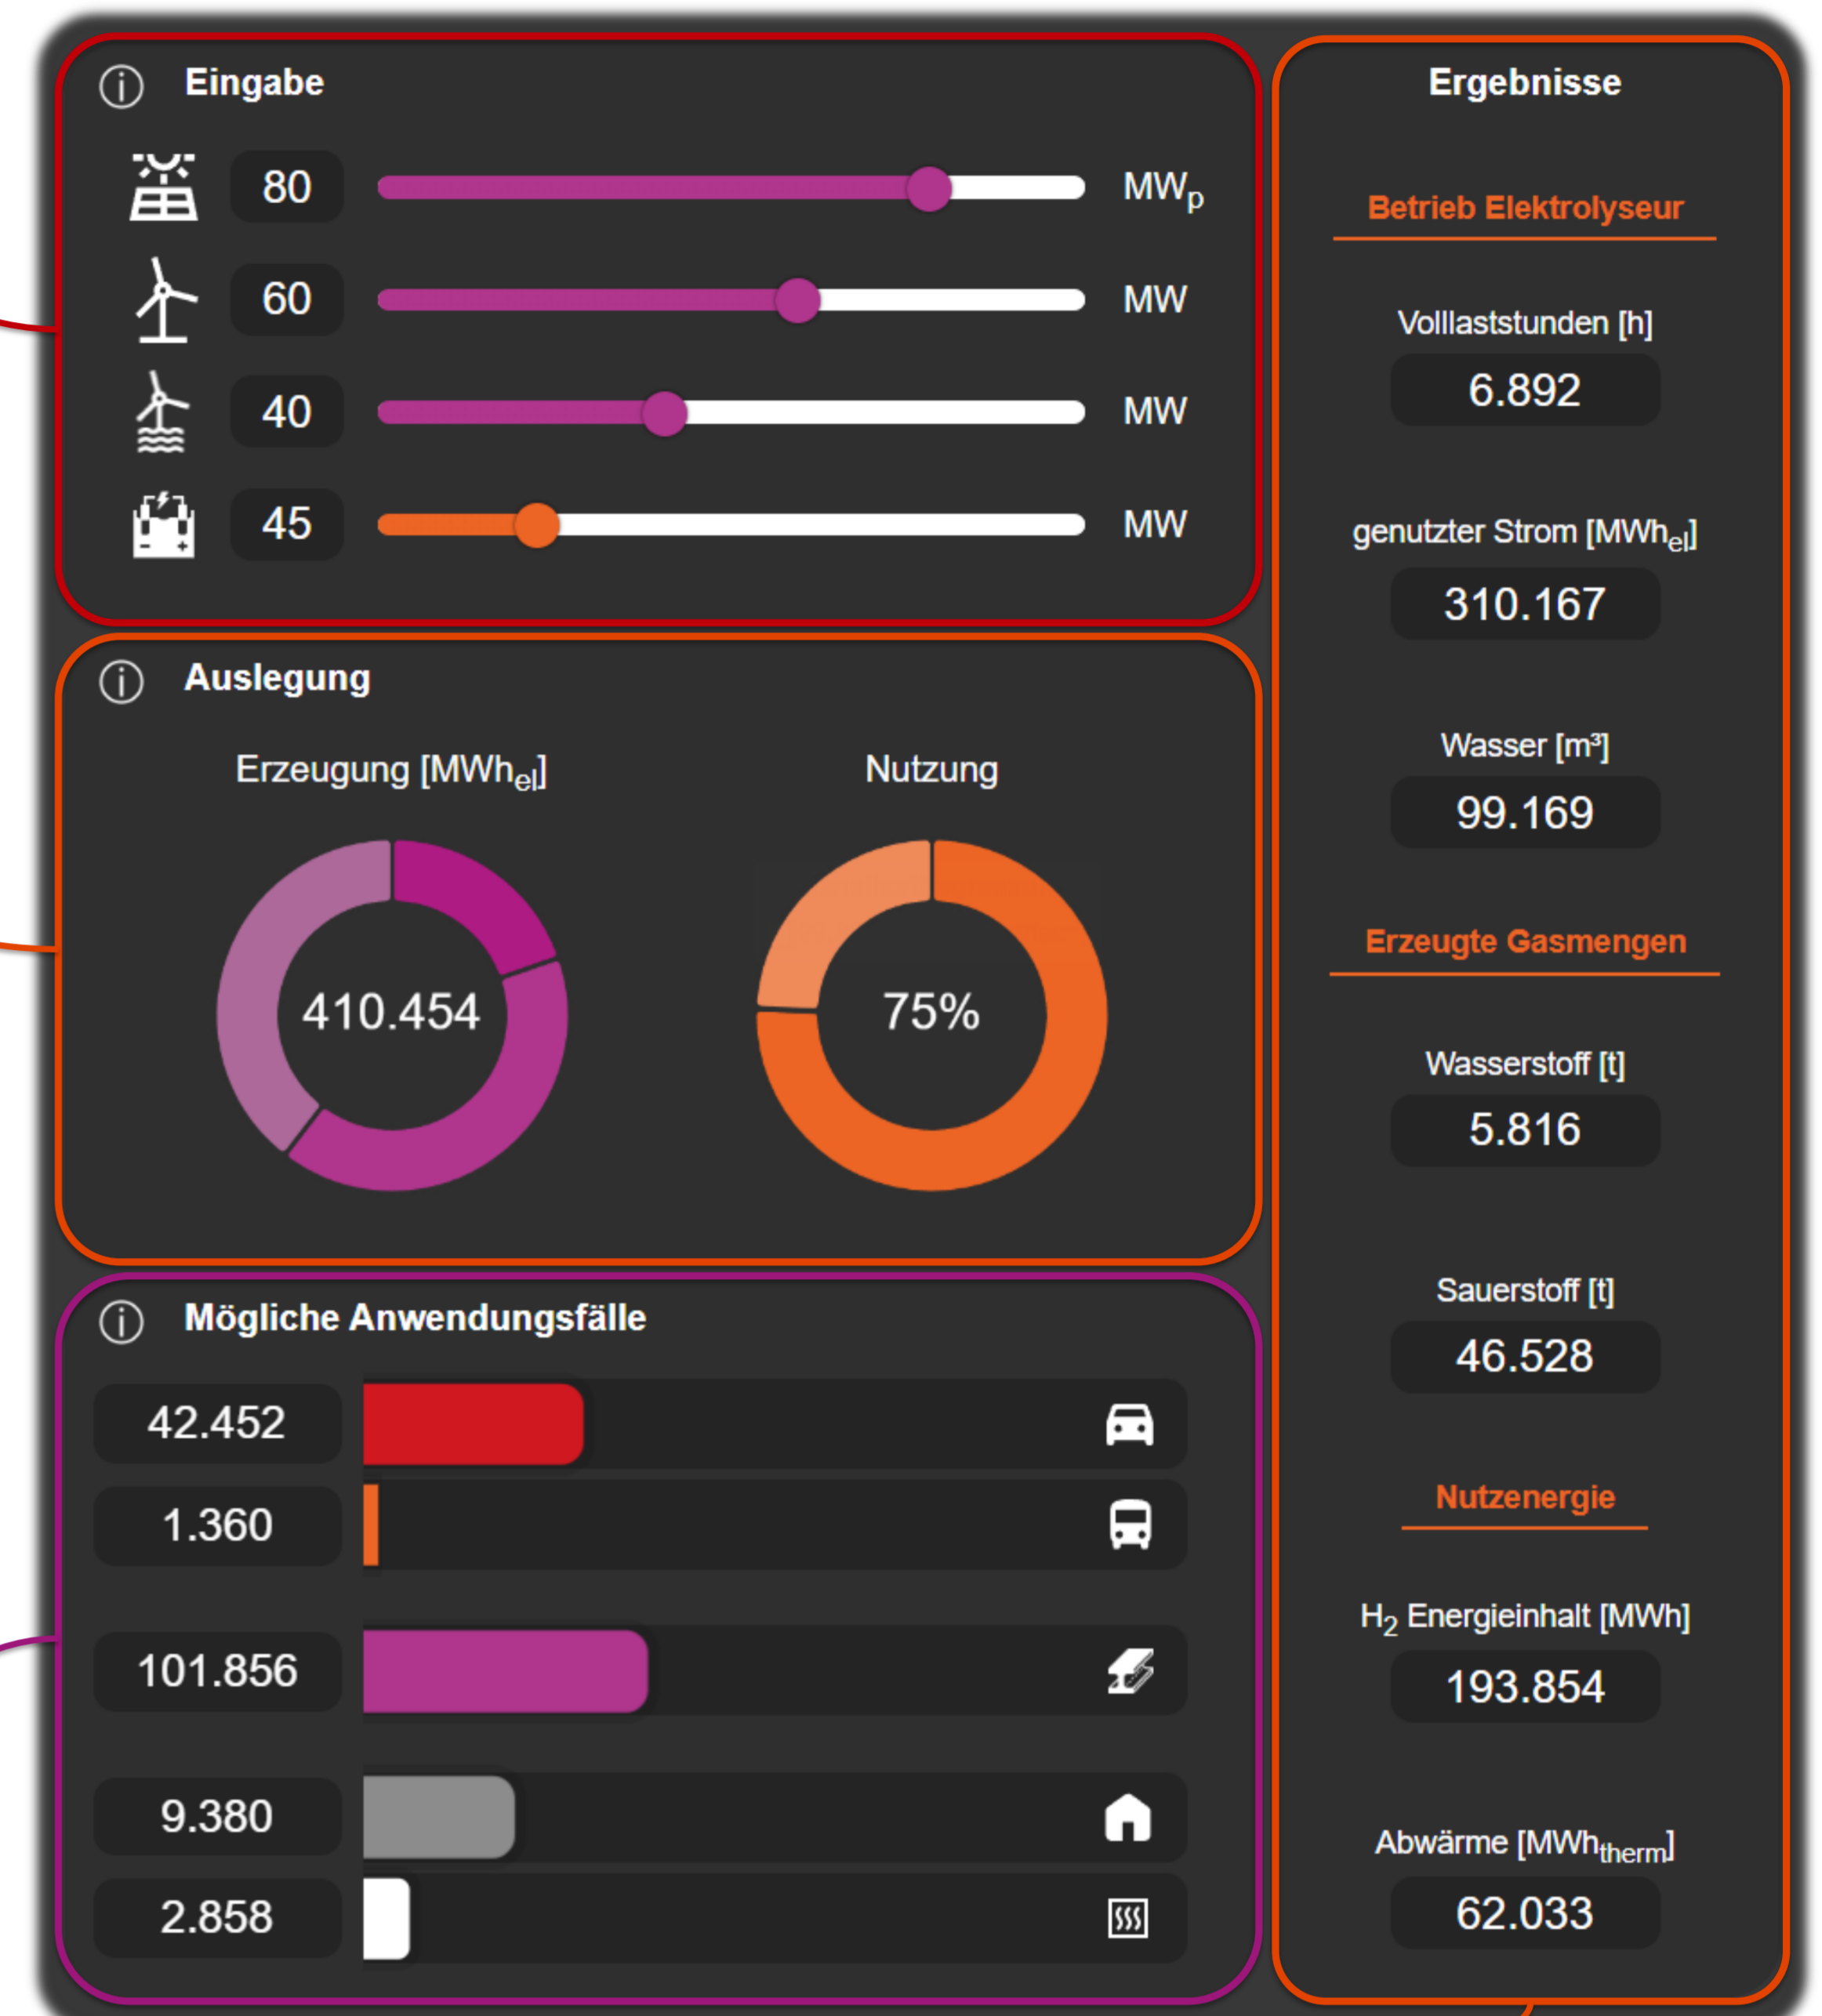 Eingabe
80 MWp
60 MW
40 MW
45 MW
Auslegung
Erzeugung [MWhel]
410.454
Nutzung
75%
Mögliche Anwendungsfälle
42.452
1.360
101.856
9.380
2.858
Ergebnisse
Betrieb Elektrolyseur
Volllaststunden [h]
6.892
genutzter Strom [MWhel]
310.167
Wasser [m³]
99.169
Erzeugte Gasmengen
Wasserstoff [t]
5.816
Sauerstoff [t]
46.528
Nutzenergie
H2 Energieinhalt [MWh]
193.854
Abwärme [MWhtherm]
62.033